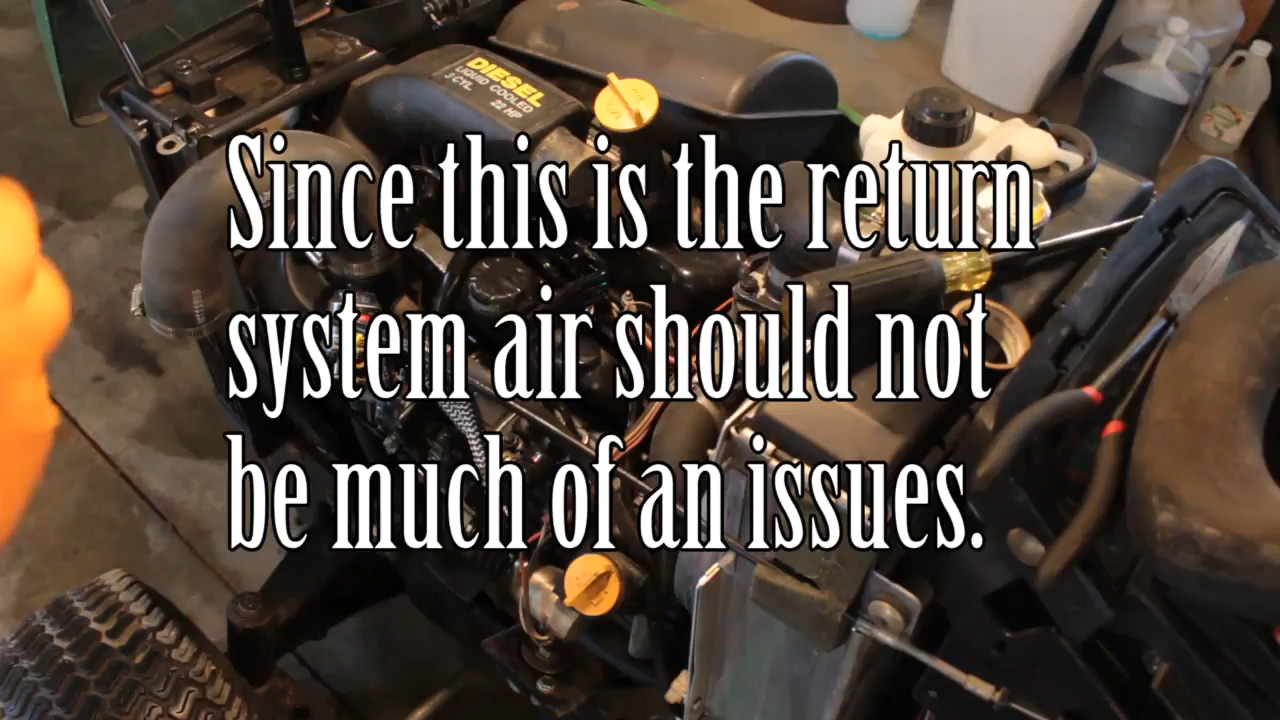 DIESEL
LIQUID COOLED
3 CYL. 22 HP
Since this is the return
system air should not
be much of an issues.